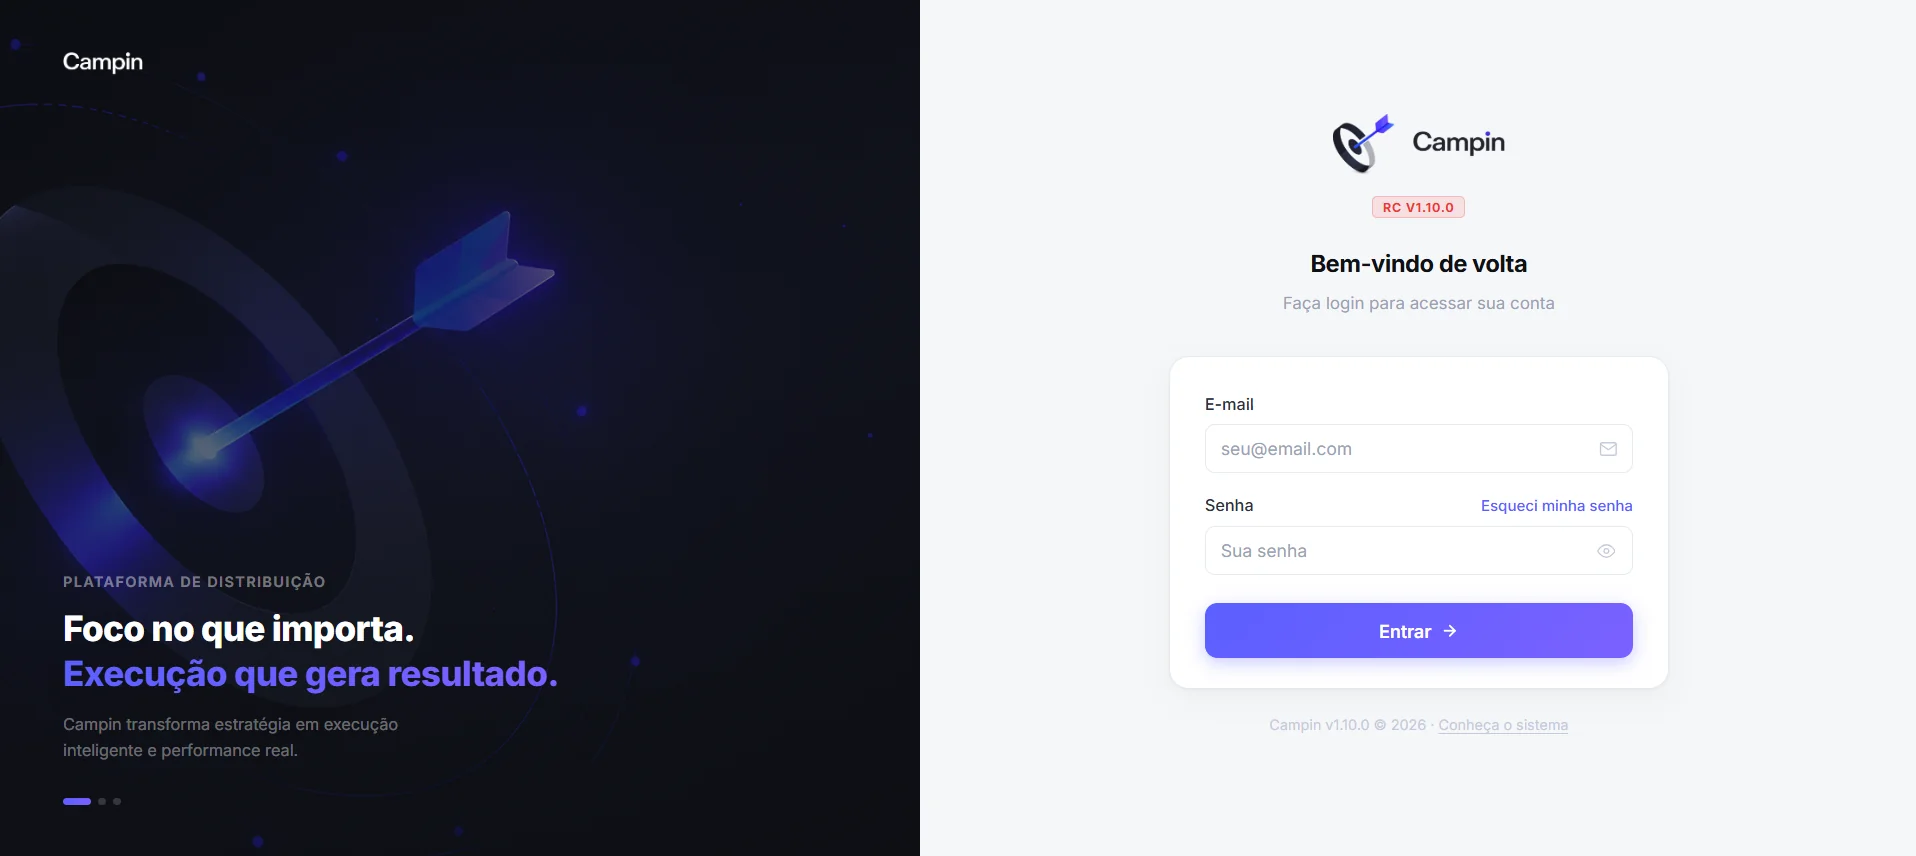 Campin
PLATAFORMA DE DISTRIBUIÇÃO
Foco no que importa.
Execução que gera resultado.
Campin transforma estratégia em execução
inteligente e performance real.
Campin
RC V1.10.0
Bem-vindo de volta
Faça login para acessar sua conta
E-mail
seu@email.com
Senha
Esqueci minha senha
Sua senha
Entrar →
Campin v1.10.0 © 2026 · Conheça o sistema